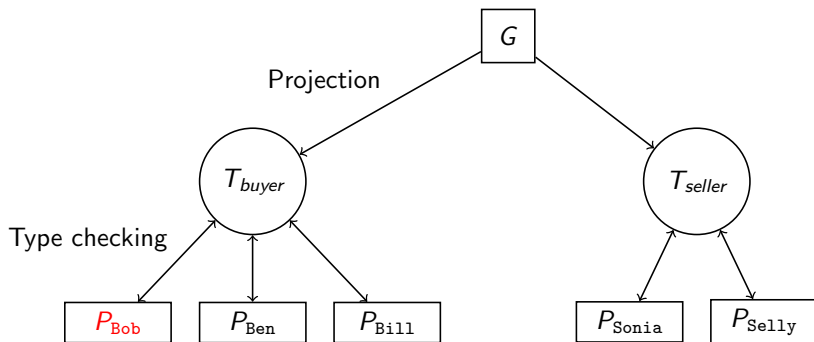 G
Projection
T_buyer
T_seller
Type checking
P_Bob
P_Ben
P_Bill
P_Sonia
P_Selly